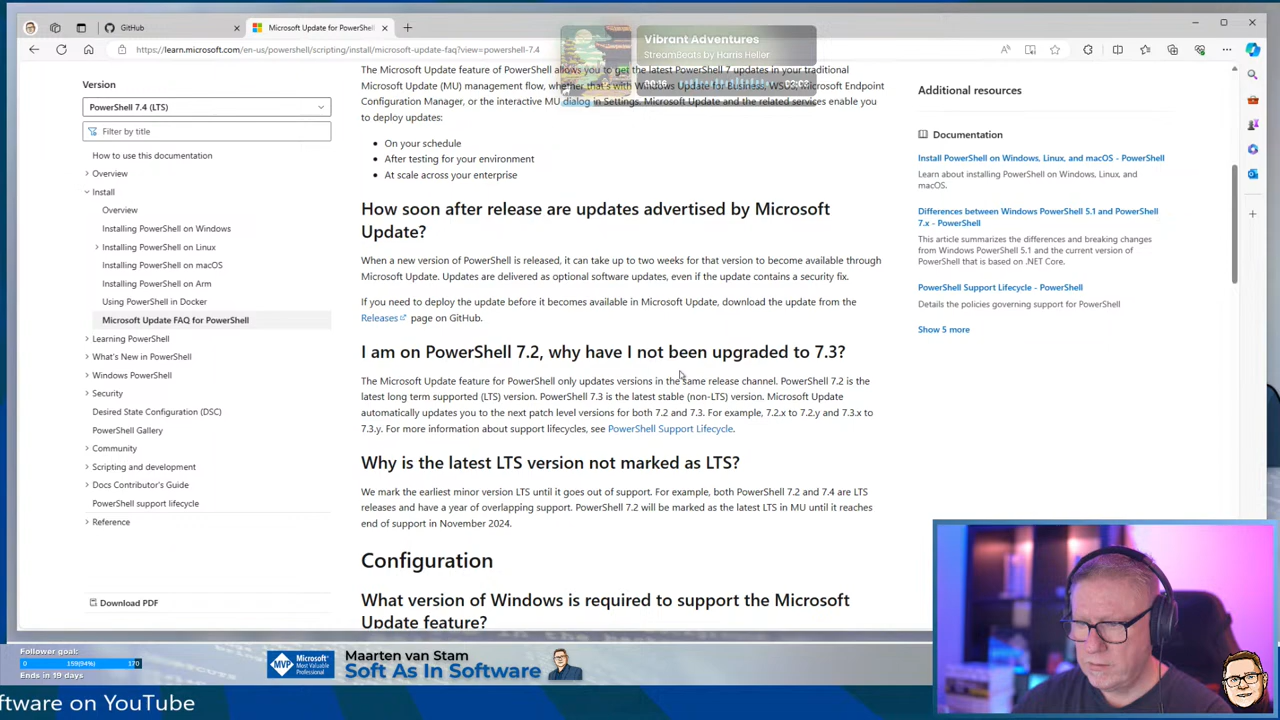 GitHub
Microsoft Update for PowerShell
https://learn.microsoft.com/en-us/powershell/scripting/install/microsoft-update-faq?view=powershell-7.4
Vibrant Adventures
StreamBeats by Harris Heller
00:16
02:02
Version
PowerShell 7.4 (LTS)
Filter by title
How to use this documentation
Overview
Install
Overview
Installing PowerShell on Windows
Installing PowerShell on Linux
Installing PowerShell on macOS
Installing PowerShell on Arm
Using PowerShell in Docker
Microsoft Update FAQ for PowerShell
Learning PowerShell
What's New in PowerShell
Windows PowerShell
Security
Desired State Configuration (DSC)
PowerShell Gallery
Community
Scripting and development
Docs Contributor's Guide
PowerShell support lifecycle
Reference
Download PDF
The Microsoft Update feature of PowerShell allows you to get the latest PowerShell 7 updates in your traditional
Microsoft Update (MU) management flow, whether that's with Windows Update for Business, WSUS, Microsoft Endpoint
Configuration Manager, or the interactive MU dialog in Settings. Microsoft Update and the related services enable you
to deploy updates:
• On your schedule
• After testing for your environment
• At scale across your enterprise
How soon after release are updates advertised by Microsoft
Update?
When a new version of PowerShell is released, it can take up to two weeks for that version to become available through
Microsoft Update. Updates are delivered as optional software updates, even if the update contains a security fix.
If you need to deploy the update before it becomes available in Microsoft Update, download the update from the
Releases page on GitHub.
I am on PowerShell 7.2, why have I not been upgraded to 7.3?
The Microsoft Update feature for PowerShell only updates versions in the same release channel. PowerShell 7.2 is the
latest long term supported (LTS) version. PowerShell 7.3 is the latest stable (non-LTS) version. Microsoft Update
automatically updates you to the next patch level versions for both 7.2 and 7.3. For example, 7.2.x to 7.2.y and 7.3.x to
7.3.y. For more information about support lifecycles, see PowerShell Support Lifecycle.
Why is the latest LTS version not marked as LTS?
We mark the earliest minor version LTS until it goes out of support. For example, both PowerShell 7.2 and 7.4 are LTS
releases and have a year of overlapping support. PowerShell 7.2 will be marked as the latest LTS in MU until it reaches
end of support in November 2024.
Configuration
What version of Windows is required to support the Microsoft
Update feature?
Additional resources
Documentation
Install PowerShell on Windows, Linux, and macOS - PowerShell
Learn about installing PowerShell on Windows, Linux, and
macOS.
Differences between Windows PowerShell 5.1 and PowerShell
7.x - PowerShell
This article summarizes the differences and breaking changes
from Windows PowerShell 5.1 and the current version of
PowerShell that is based on .NET Core.
PowerShell Support Lifecycle - PowerShell
Details the policies governing support for PowerShell
Show 5 more
Follower goal:
0 159(94%) 170
Ends in 19 days
MVP Microsoft
Most Valuable
Professional
Maarten van Stam
Soft As In Software
ftware on YouTube